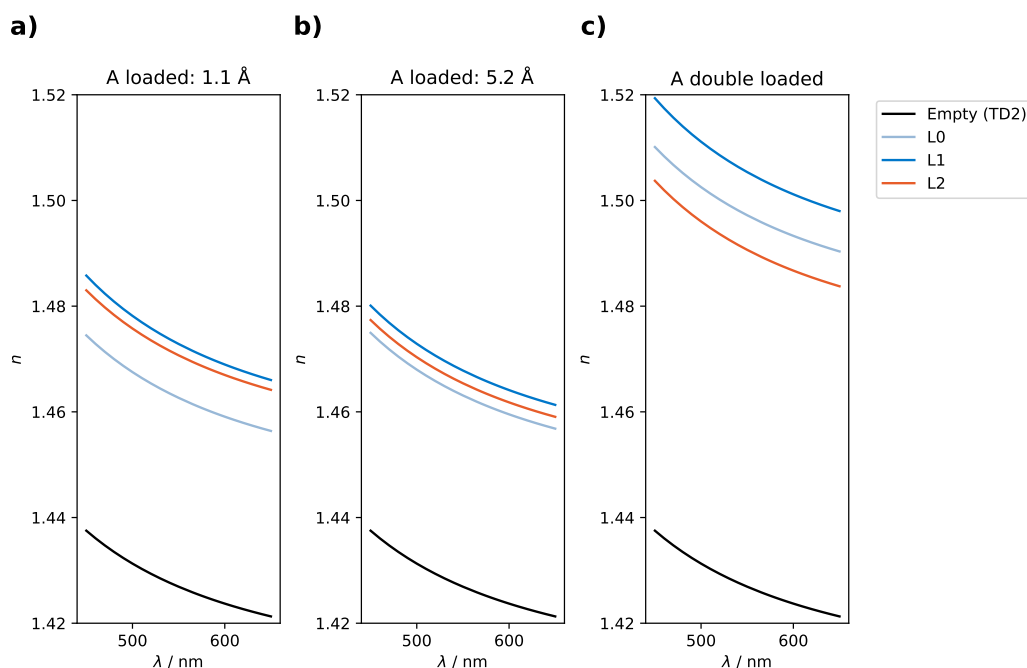 a)
b)
c)
A loaded: 1.1 Å
A loaded: 5.2 Å
A double loaded
1.52
1.50
1.48
1.46
1.44
1.42
n
500
600
λ / nm
1.52
1.50
1.48
1.46
1.44
1.42
n
500
600
λ / nm
1.52
1.50
1.48
1.46
1.44
1.42
n
500
600
λ / nm
Empty (TD2)
L0
L1
L2